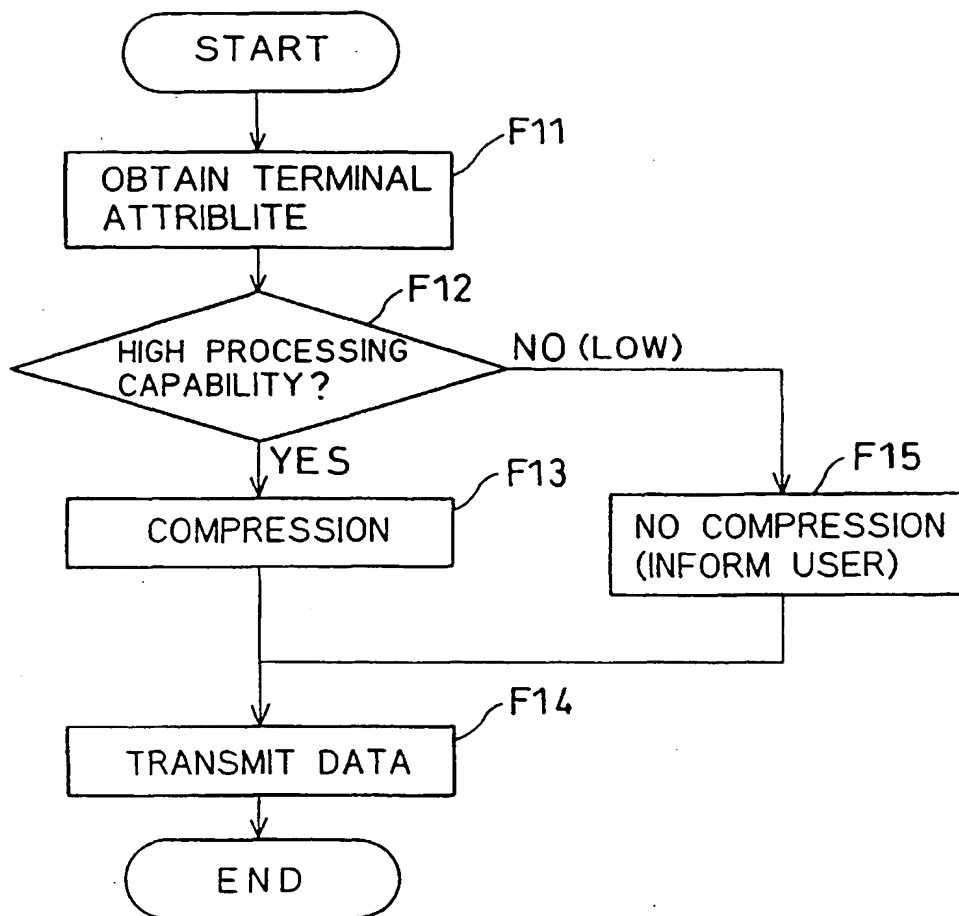 START
F11
OBTAIN TERMINAL
ATTRIBLITE
F12
HIGH PROCESSING
CAPABILITY?
NO (LOW)
YES
F13
COMPRESSION
F15
NO COMPRESSION
(INFORM USER)
F14
TRANSMIT DATA
END